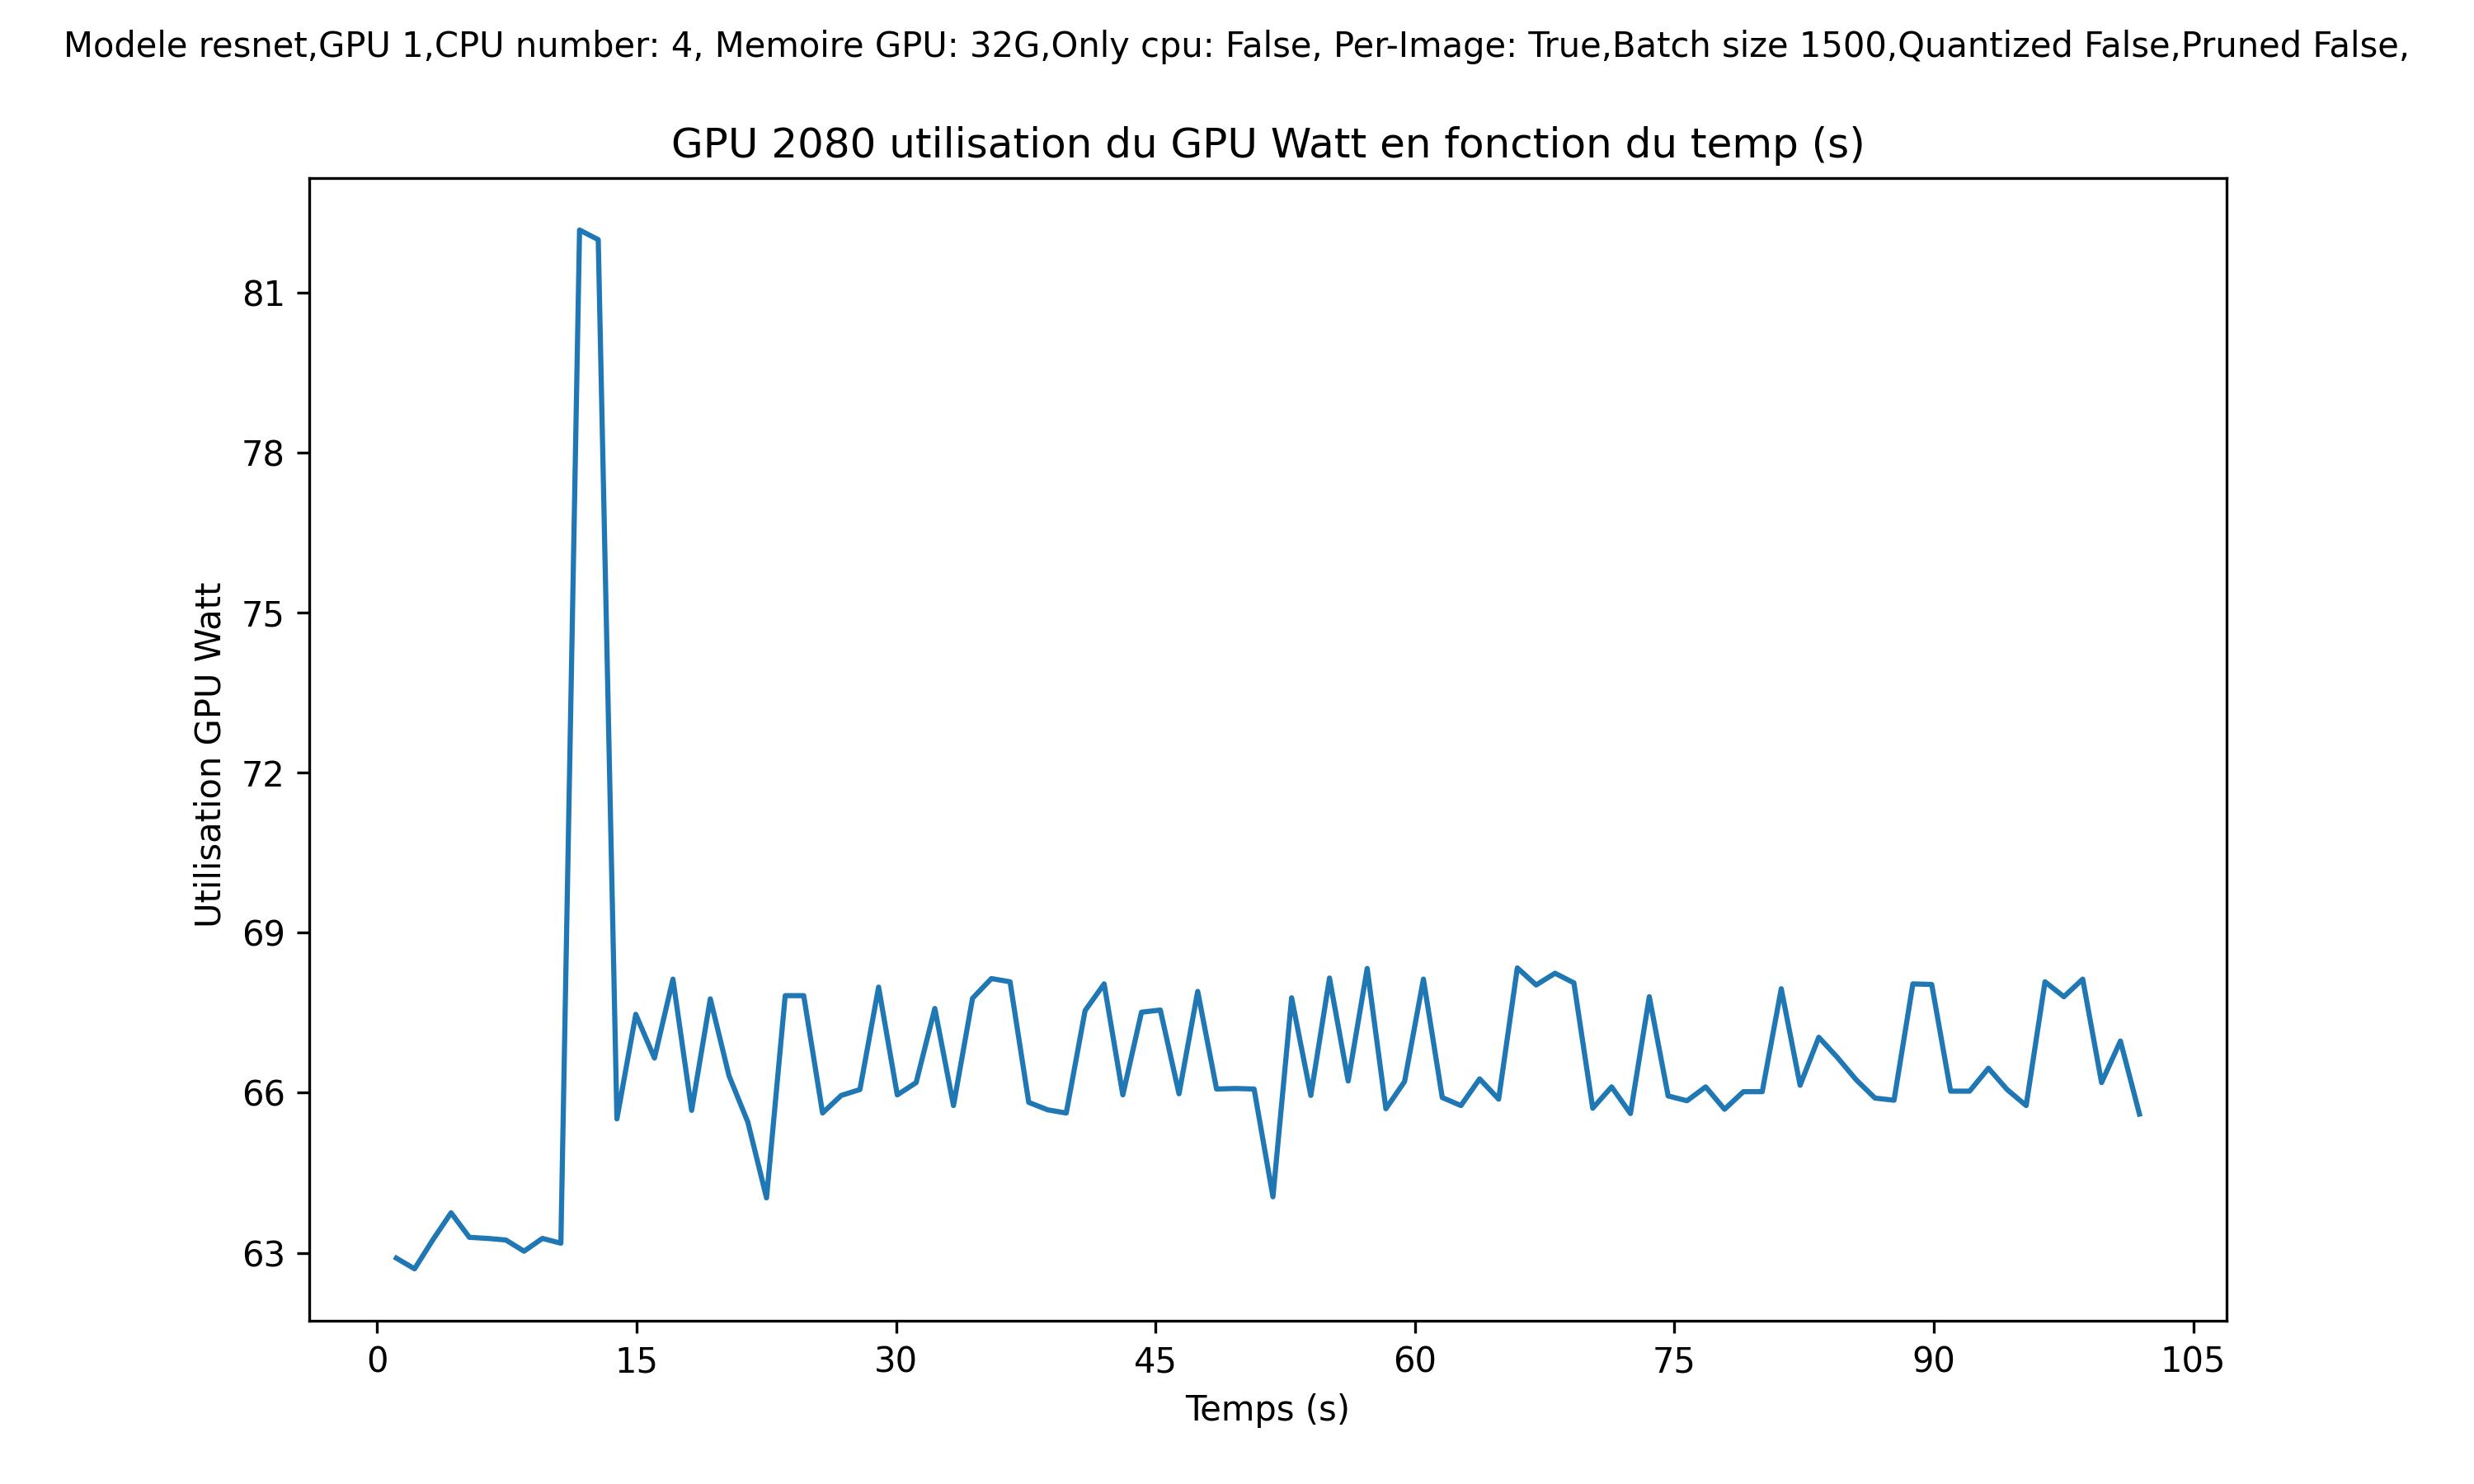 Modele resnet,GPU 1,CPU number: 4, Memoire GPU: 32G,Only cpu: False, Per-Image: True,Batch size 1500,Quantized False,Pruned False,
GPU 2080 utilisation du GPU Watt en fonction du temp (s)
Utilisation GPU Watt
81
78
75
72
69
66
63
0 15 30 45 60 75 90 105
Temps (s)